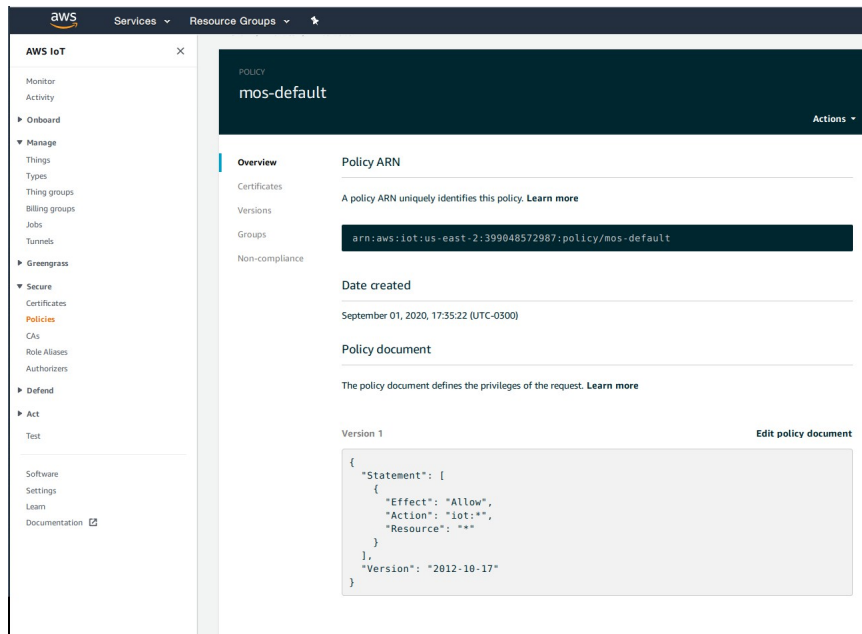 aws
Services
Resource Groups
AWS IoT
Monitor
Activity
Onboard
Manage
Things
Types
Thing groups
Billing groups
Jobs
Tunnels
Greengrass
Secure
Certificates
Policies
CAs
Role Aliases
Authorizers
Defend
Act
Test
Software
Settings
Learn
Documentation
POLICY
mos-default
Actions
Overview
Certificates
Versions
Groups
Non-compliance
Policy ARN
A policy ARN uniquely identifies this policy. Learn more
arn:aws:iot:us-east-2:399048572987:policy/mos-default
Date created
September 01, 2020, 17:35:22 (UTC-0300)
Policy document
The policy document defines the privileges of the request. Learn more
Version 1
Edit policy document
{
"Statement": [
{
"Effect": "Allow",
"Action": "iot:*",
"Resource": "*"
}
],
"Version": "2012-10-17"
}